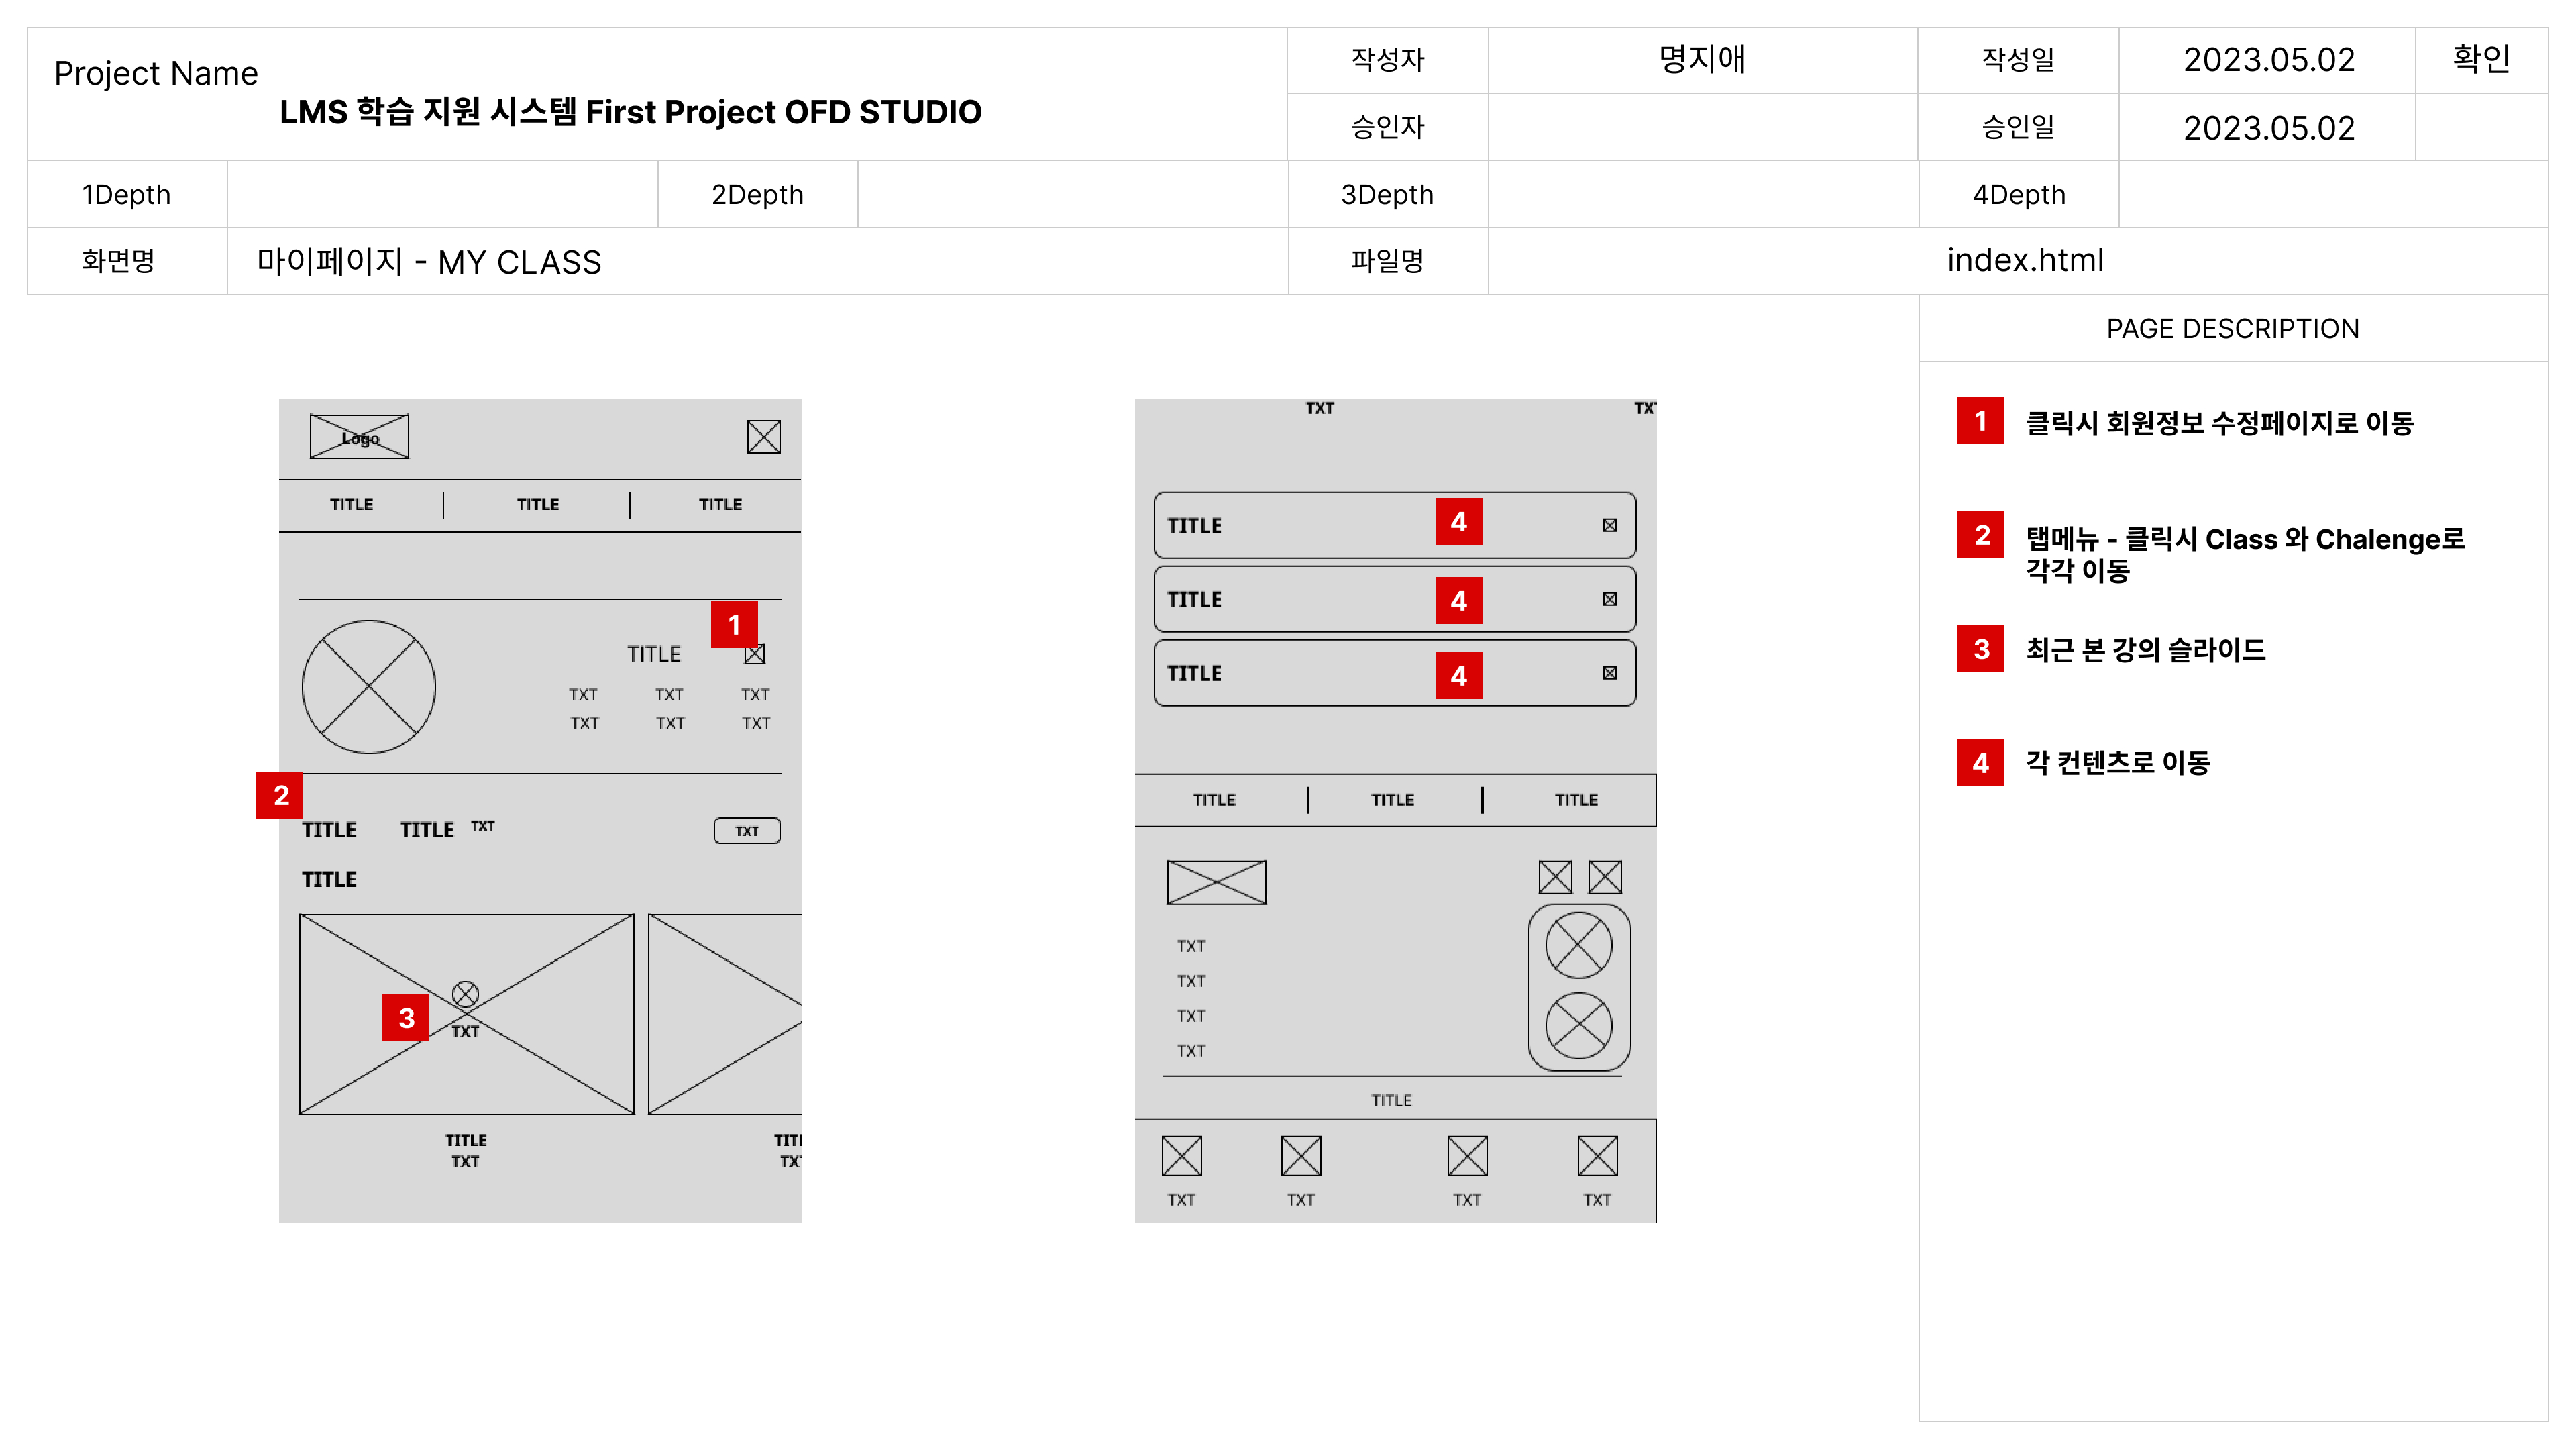 Project Name
LMS 학습 지원 시스템 First Project OFD STUDIO
작성자 명지애 작성일 2023.05.02 확인
승인자 승인일 2023.05.02
1Depth 2Depth 3Depth 4Depth
화면명 마이페이지 - MY CLASS 파일명 index.html
Logo
TITLE TITLE TITLE
1
TITLE
TXT TXT TXT
TXT TXT TXT
2
TITLE TITLE TXT TXT
TITLE
3
TXT
TITLE
TXT
TXT
TITLE 4
TITLE 4
TITLE 4
TITLE TITLE TITLE
TXT
TXT
TXT
TXT
TITLE
TXT TXT TXT TXT
PAGE DESCRIPTION
1 클릭시 회원정보 수정페이지로 이동
2 탭메뉴 - 클릭시 Class 와 Chalenge로
각각 이동
3 최근 본 강의 슬라이드
4 각 컨텐츠로 이동